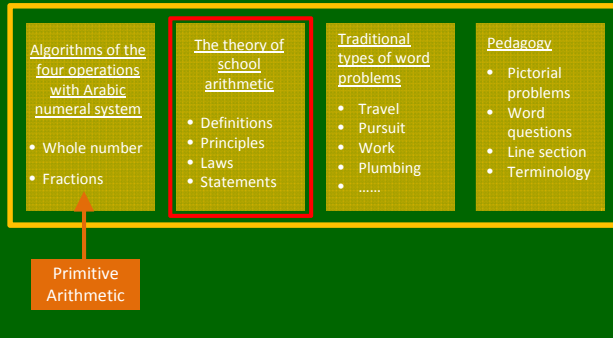 Algorithms of the
four operations
with Arabic
numeral system
• Whole number
• Fractions
The theory of
school
arithmetic
• Definitions
• Principles
• Laws
• Statements
Traditional
types of word
problems
• Travel
• Pursuit
• Work
• Plumbing
• ......
Pedagogy
• Pictorial
problems
• Word
questions
• Line section
• Terminology
Primitive
Arithmetic